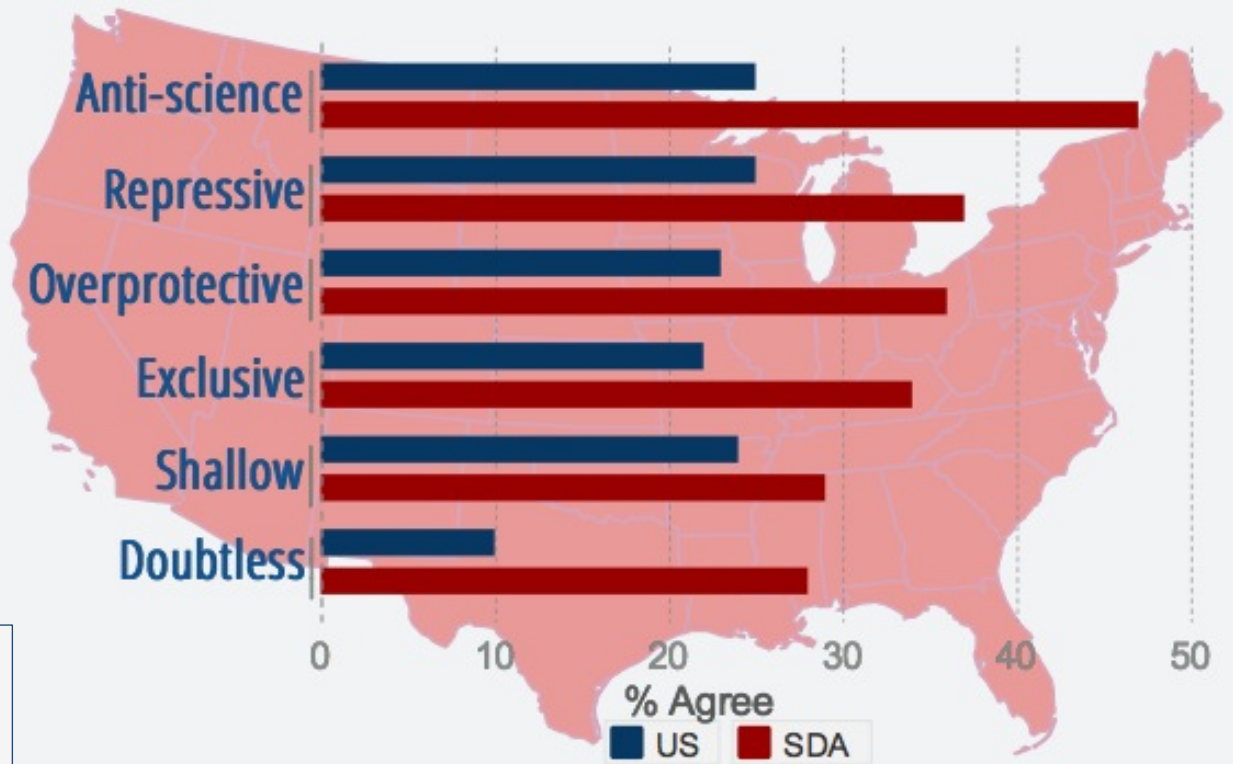 Anti-science
Repressive
Overprotective
Exclusive
Shallow
Doubtless
0 10 20 30 40 50
% Agree
US SDA